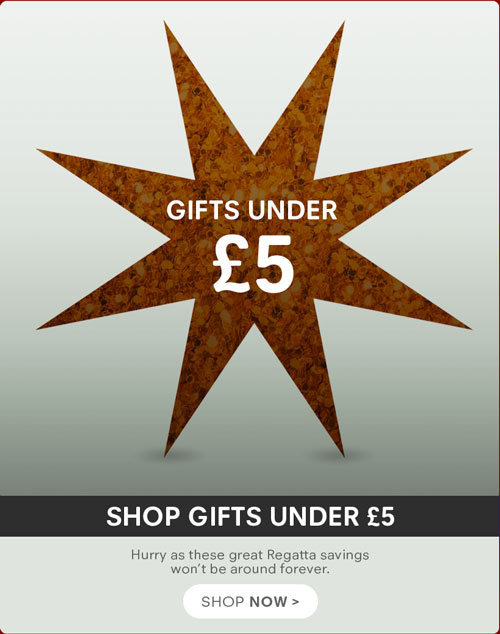 GIFTS UNDER
£5
SHOP GIFTS UNDER £5
Hurry as these great Regatta savings
won't be around forever.
SHOP NOW >